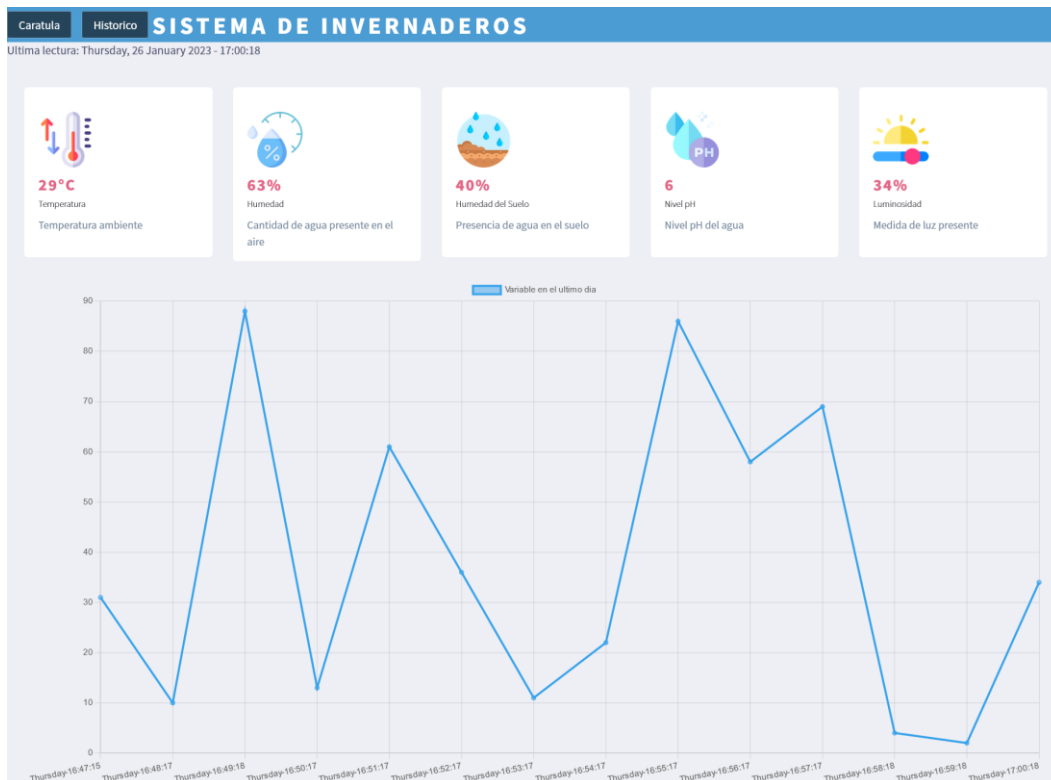 Caratula Historico SISTEMA DE INVERNADEROS
Ultima lectura: Thursday, 26 January 2023 - 17:00:18
%
PH
29°C
Temperatura
Temperatura ambiente
63%
Humedad
Cantidad de agua presente en el
aire
40%
Humedad del Suelo
Presencia de agua en el suelo
6
Nivel pH
Nivel pH del agua
34%
Luminosidad
Medida de luz presente
Variable en el ultimo dia
90
80
70
60
50
40
30
20
10
0
Thursday-16:47:15 Thursday-16:48:17 Thursday-16:49:18 Thursday-16:50:17 Thursday-16:51:17 Thursday-16:52:17 Thursday-16:53:17 Thursday-16:54:17 Thursday-16:55:17 Thursday-16:56:17 Thursday-16:57:17 Thursday-16:58:18 Thursday-16:59:18 Thursday-17:00:18